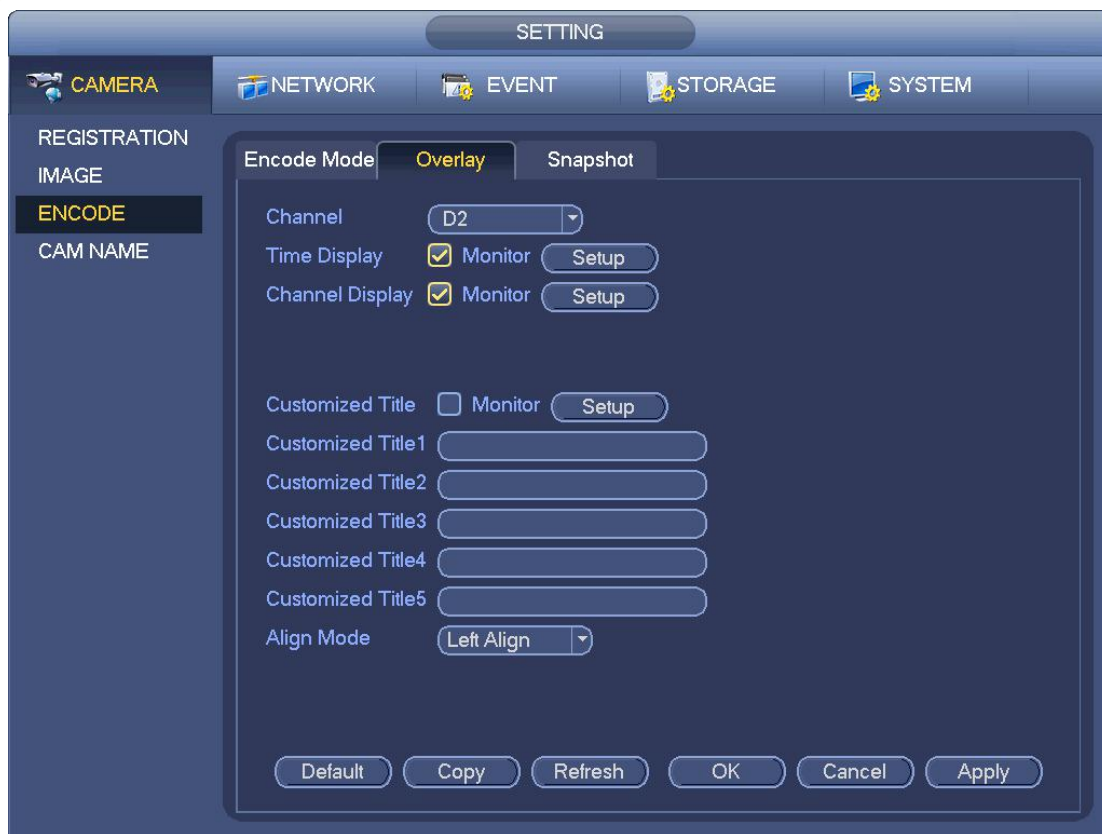 SETTING
CAMERA NETWORK EVENT STORAGE SYSTEM
REGISTRATION
IMAGE
ENCODE
CAM NAME
Encode Mode Overlay Snapshot
Channel D2
Time Display Monitor Setup
Channel Display Monitor Setup
Customized Title Monitor Setup
Customized Title1
Customized Title2
Customized Title3
Customized Title4
Customized Title5
Align Mode Left Align
Default Copy Refresh OK Cancel Apply